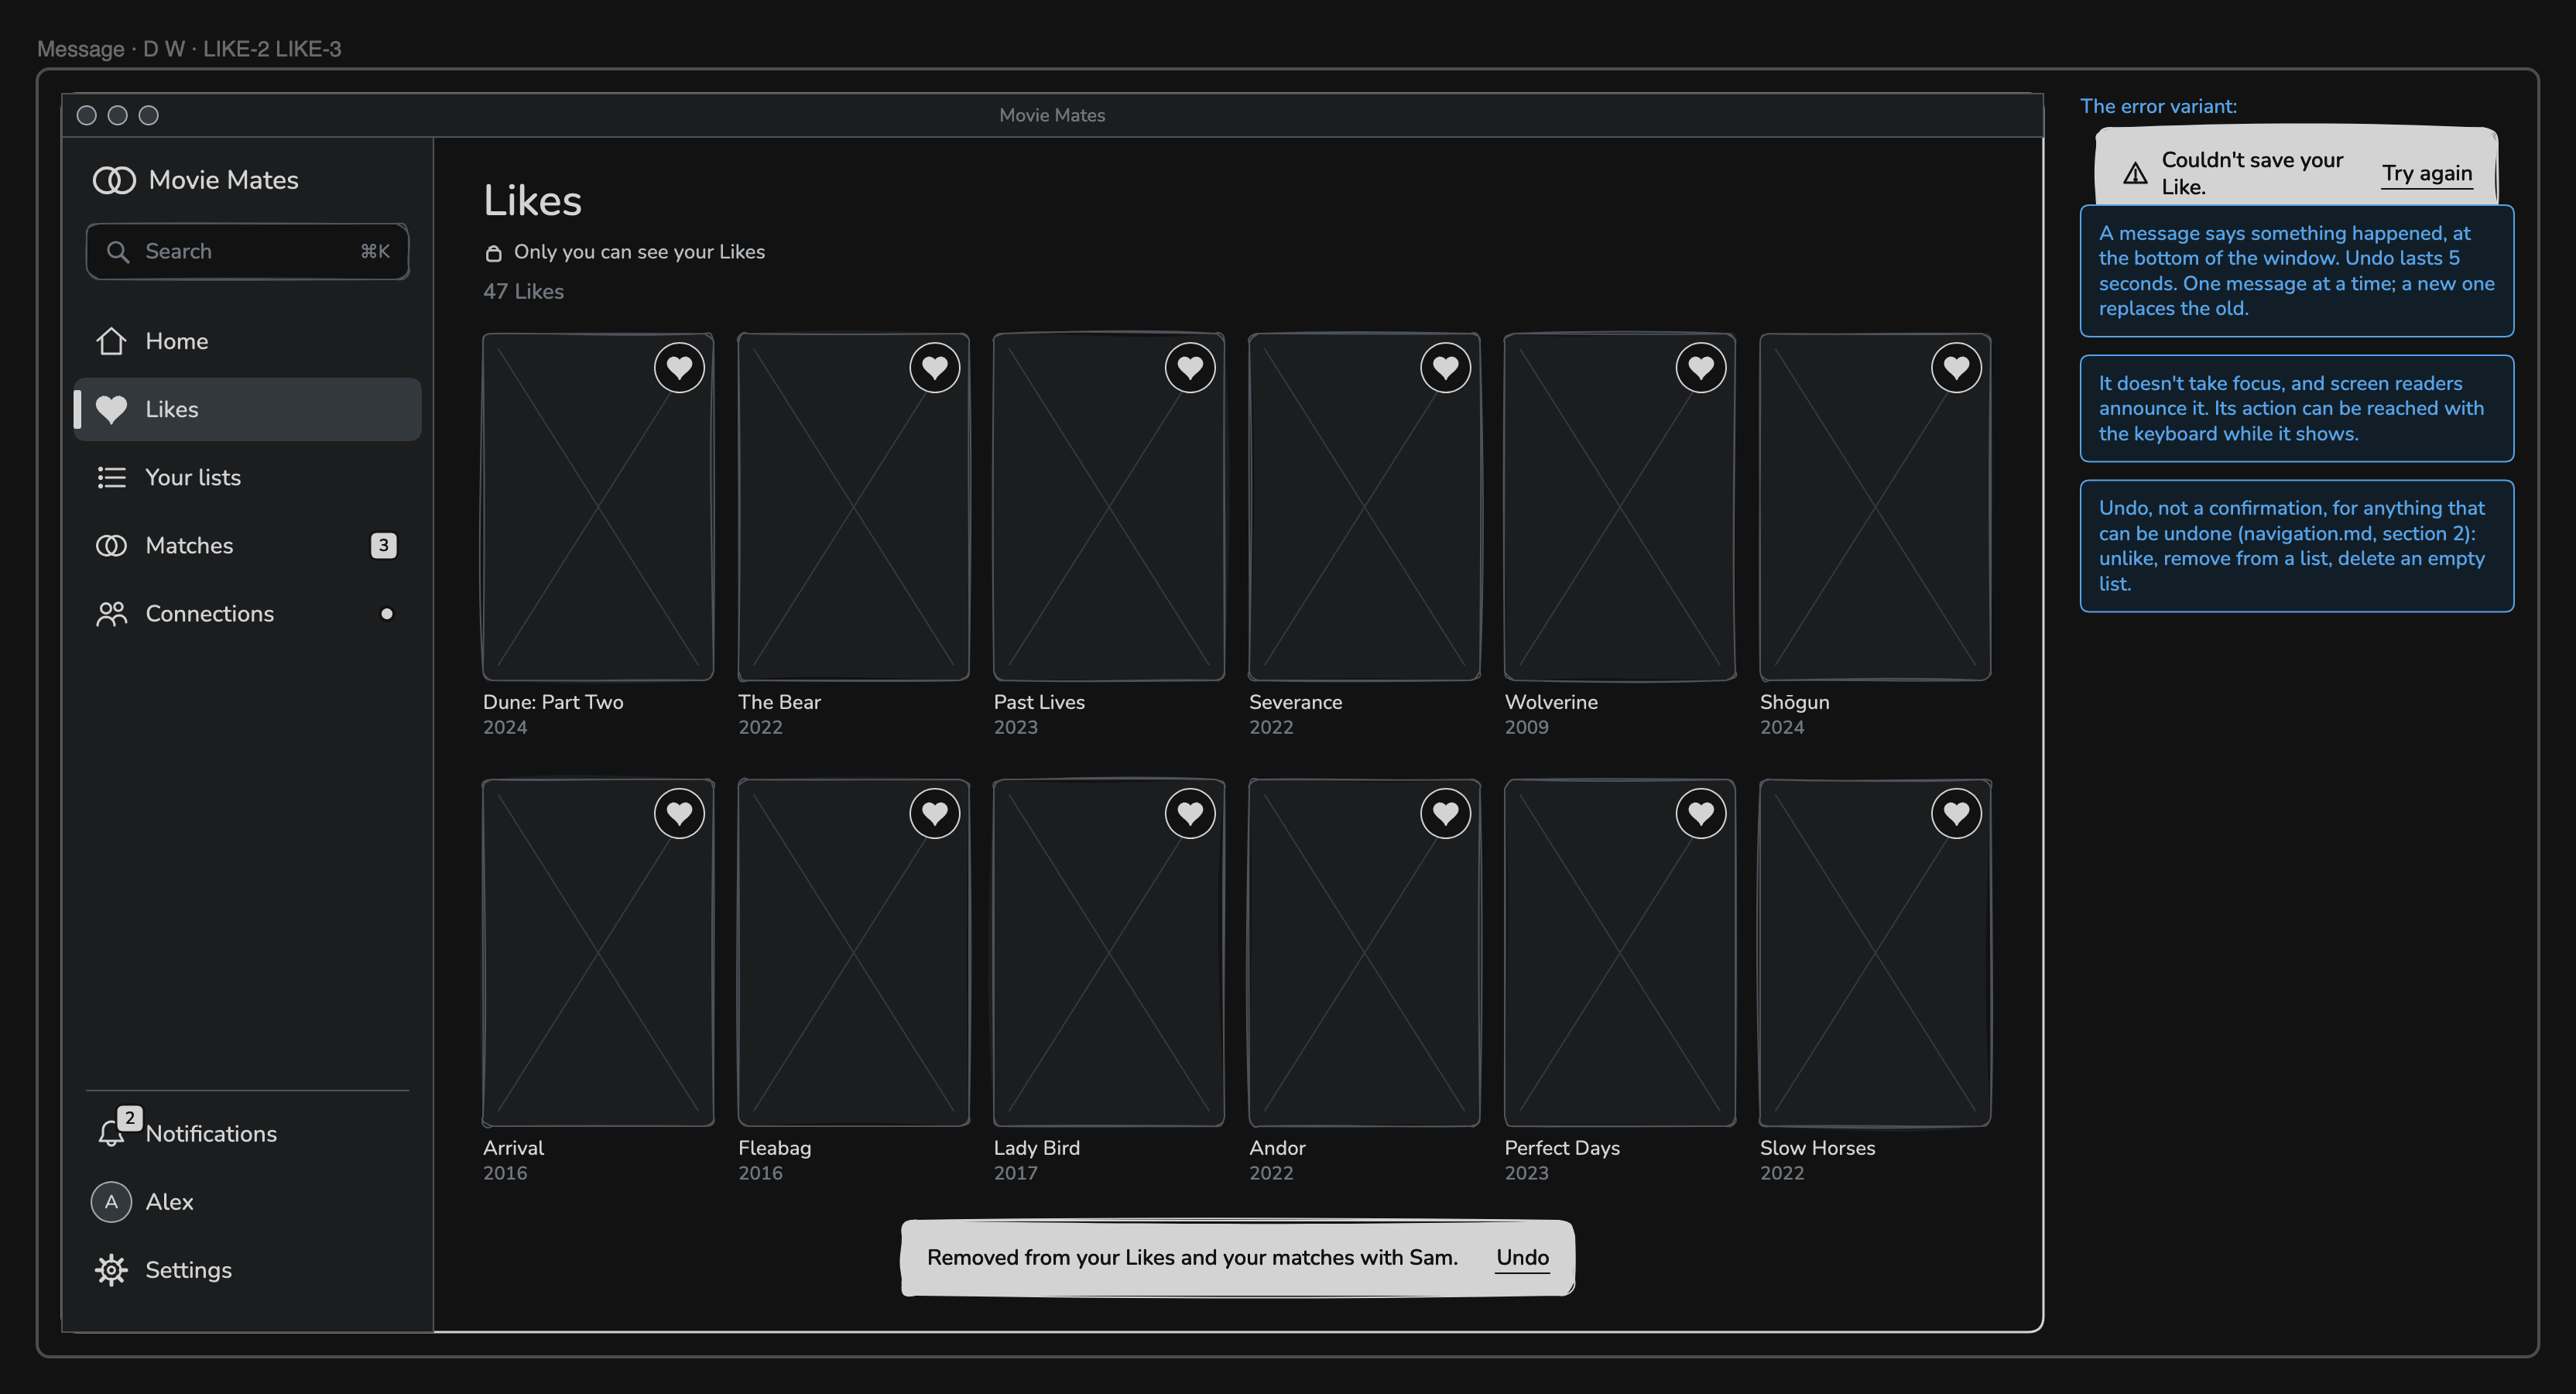 Message · D W · LIKE-2 LIKE-3
Movie Mates
Movie Mates
Search ⌘K
Home
Likes
Your lists
Matches 3
Connections
2
Notifications
A Alex
Settings
Likes
Only you can see your Likes
47 Likes
Dune: Part Two
2024
The Bear
2022
Past Lives
2023
Severance
2022
Wolverine
2009
Shōgun
2024
Arrival
2016
Fleabag
2016
Lady Bird
2017
Andor
2022
Perfect Days
2023
Slow Horses
2022
Removed from your Likes and your matches with Sam. Undo
The error variant:
Couldn't save your
Like.
Try again
A message says something happened, at
the bottom of the window. Undo lasts 5
seconds. One message at a time; a new one
replaces the old.
It doesn't take focus, and screen readers
announce it. Its action can be reached with
the keyboard while it shows.
Undo, not a confirmation, for anything that
can be undone (navigation.md, section 2):
unlike, remove from a list, delete an empty
list.